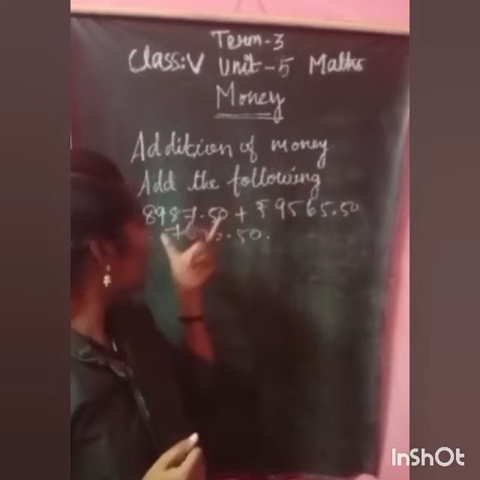 Term-3
Class:V Unit-5 Maths
Money
Addition of money
Add the following
8987.50 + ₹9565.50
.50.
InShOt